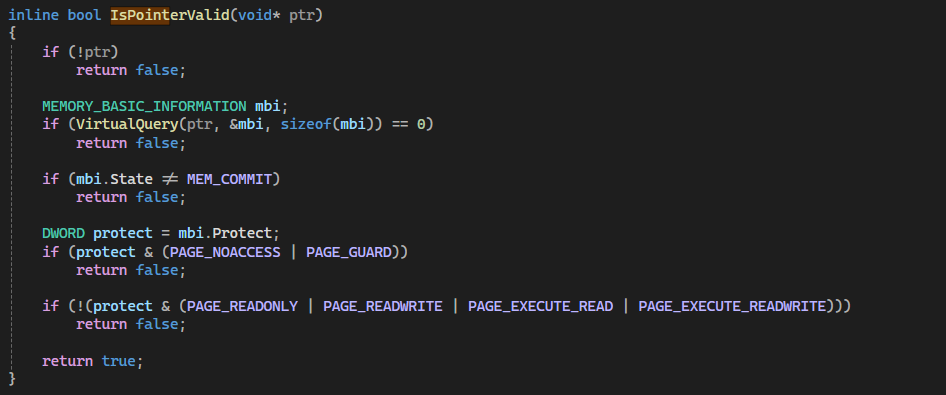 inline bool IsPointerValid(void* ptr)
{
    if (!ptr)
        return false;

    MEMORY_BASIC_INFORMATION mbi;
    if (VirtualQuery(ptr, &mbi, sizeof(mbi)) == 0)
        return false;

    if (mbi.State ≠ MEM_COMMIT)
        return false;

    DWORD protect = mbi.Protect;
    if (protect & (PAGE_NOACCESS | PAGE_GUARD))
        return false;

    if (!(protect & (PAGE_READONLY | PAGE_READWRITE | PAGE_EXECUTE_READ | PAGE_EXECUTE_READWRITE)))
        return false;

    return true;
}